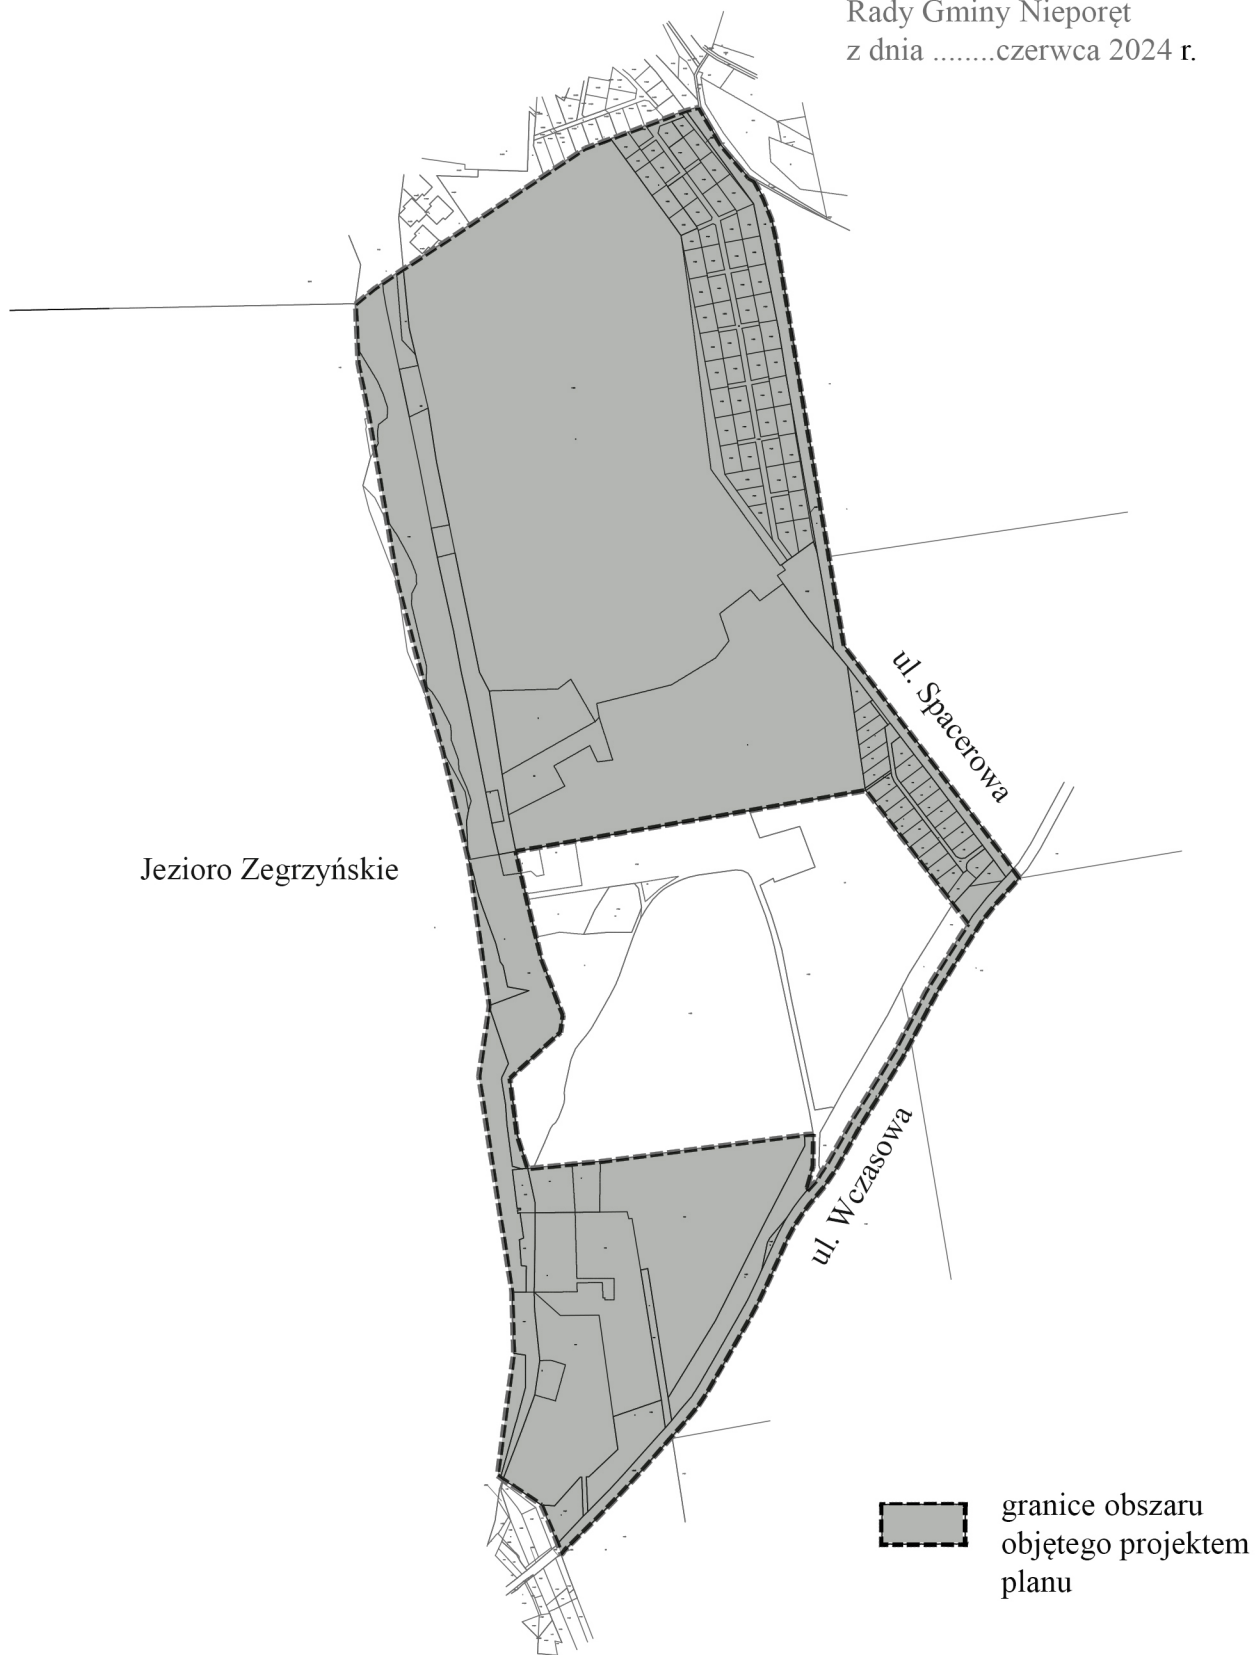 Rady Gminy Nieporęt
z dnia ........czerwca 2024 r.
ul. Spacerowa
Jezioro Zegrzyńskie
ul. Wczasowa
granice obszaru
objętego projektem
planu